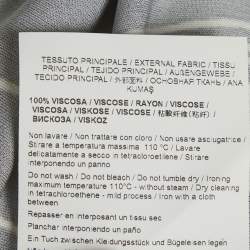 TESSUTO PRINCIPALE / EXTERNAL FABRIC / TISSU
PRINCIPAL / TEJIDO PRINCIPAL / AUßENGEWEBE /
TECIDO PRINCIPAL / 外部面料 / ОСНОВНАЯ ТКАНЬ / ANA
KUMAŞ
100% VISCOSA / VISCOSE / RAYON / VISCOSE /
VISCOSA / VISKOSE / VISCOSE / 粘胶纤维 (粘纤) /
ВИСКОЗА / VISKOZ
Non lavare / Non trattare con cloro / Non usare asciugatrice /
Stirare a temperatura massima 110 °C / Lavare
delicatamente a secco in tetracloroetilene / Stirare
interponendo un panno
Do not wash / Do not bleach / Do not tumble dry / Ironing
maximum temperature 110°C - without steam / Dry cleaning
in tetrachloroethylene - mild process / Iron with a cloth
between
Repasser en interposant un tissu sec
Planchar interponiendo un paño
Ein Tuch zwischen Kleidungsstück und Bügeleisen legen